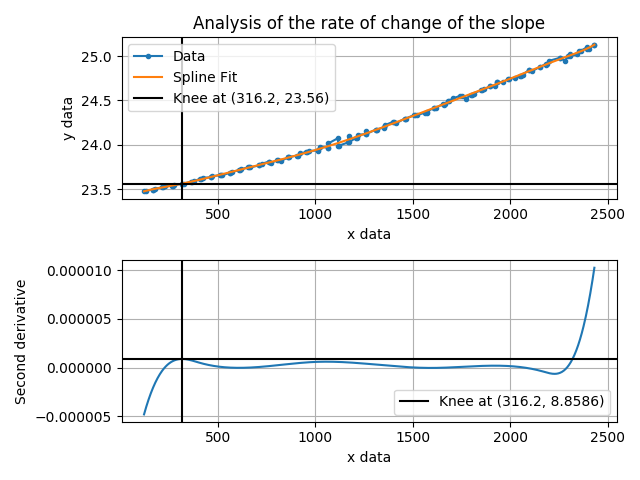 Analysis of the rate of change of the slope
25.0
24.5
24.0
23.5
y data
Data
Spline Fit
Knee at (316.2, 23.56)
500
1000
1500
2000
2500
x data
0.000010
0.000005
0.000000
−0.000005
Second derivative
Knee at (316.2, 8.8586)
500
1000
1500
2000
2500
x data